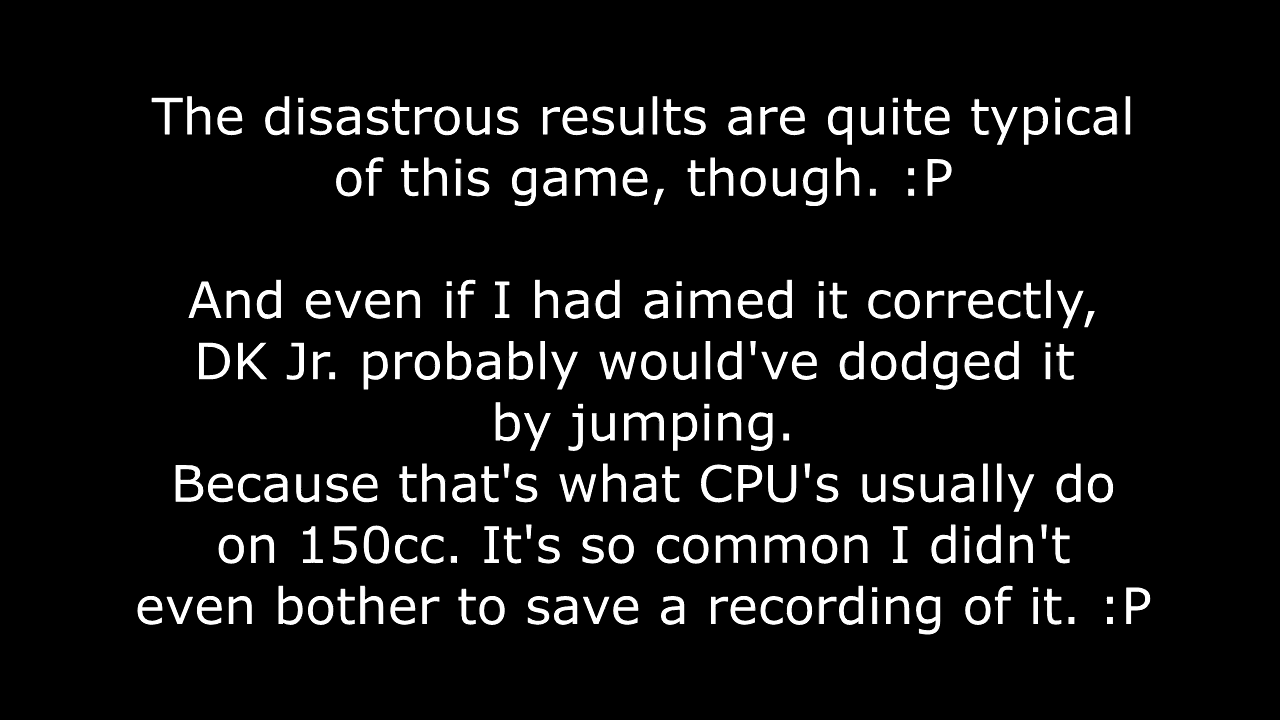 The disastrous results are quite typical
of this game, though. :P
And even if I had aimed it correctly,
DK Jr. probably would've dodged it
by jumping.
Because that's what CPU's usually do
on 150cc. It's so common I didn't
even bother to save a recording of it. :P